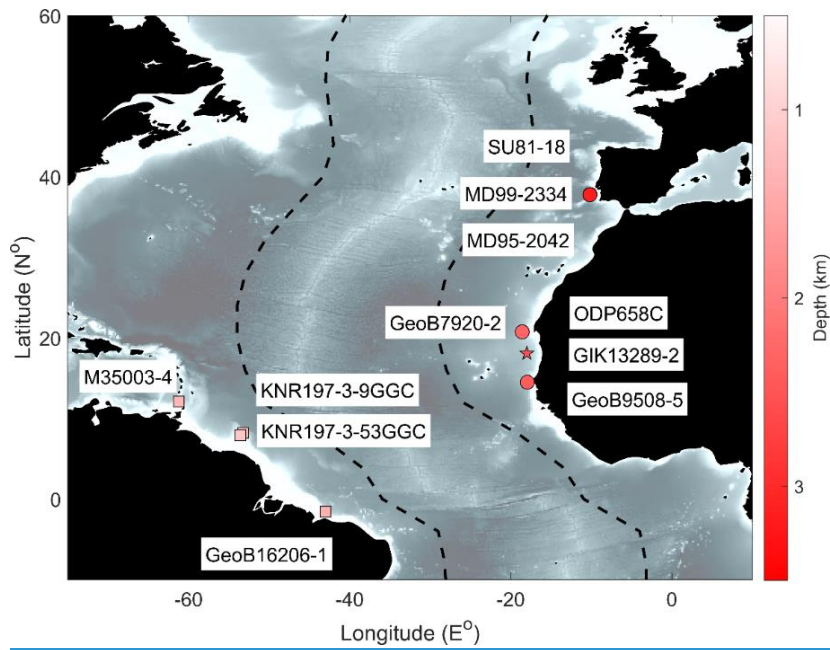 60
40
20
0
Latitude (N°)
SU81-18
MD99-2334
MD95-2042
GeoB7920-2
ODP658C
GIK13289-2
GeoB9508-5
M35003-4
KNR197-3-9GGC
KNR197-3-53GGC
GeoB16206-1
-60 -40 -20 0
Longitude (E°)
1
2
3
Depth (km)